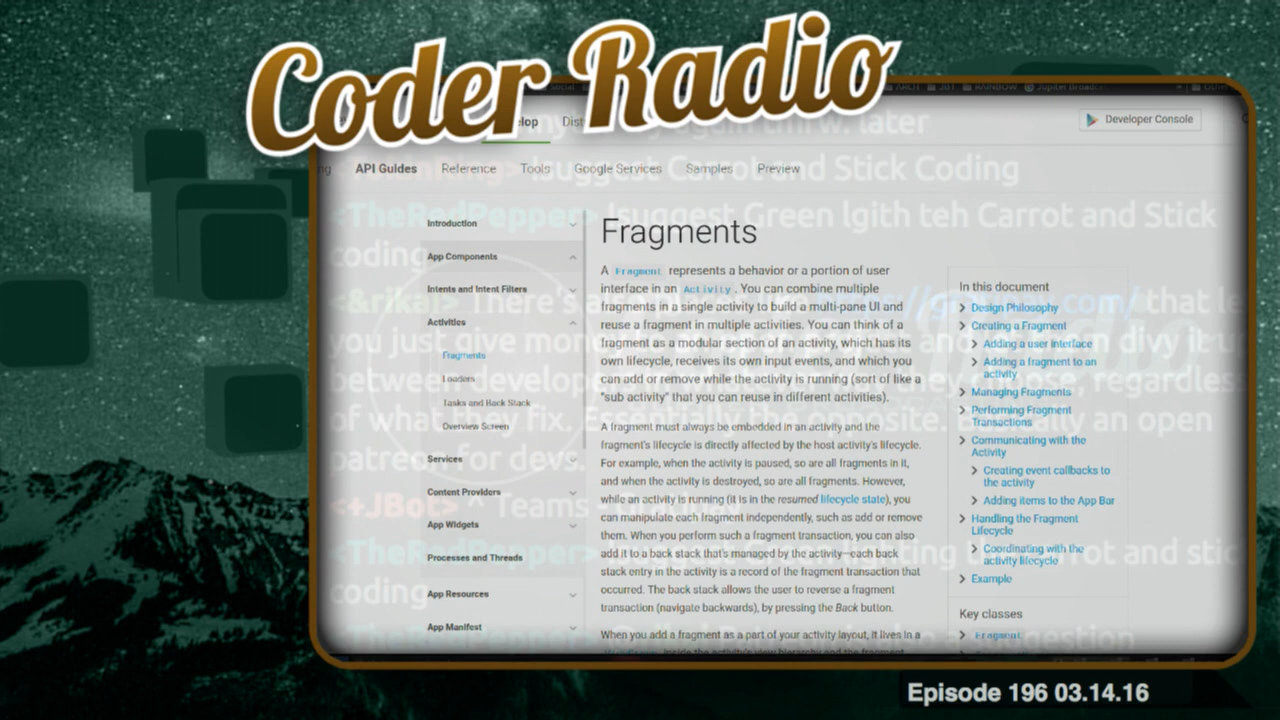 Coder Radio
Developer Console
API Guides Reference Tools Google Services Samples Preview
Introduction
App Components
Intents and Intent Filters
Activities
Fragments
Loaders
Tasks and Back Stack
Overview Screen
Services
Content Providers
App Widgets
Processes and Threads
App Resources
App Manifest
Fragments
A Fragment represents a behavior or a portion of user
interface in an Activity. You can combine multiple
fragments in a single activity to build a multi-pane UI and
reuse a fragment in multiple activities. You can think of a
fragment as a modular section of an activity, which has its
own lifecycle, receives its own input events, and which you
can add or remove while the activity is running (sort of like a
"sub activity" that you can reuse in different activities).
A fragment must always be embedded in an activity and the
fragment's lifecycle is directly affected by the host activity's lifecycle.
For example, when the activity is paused, so are all fragments in it,
and when the activity is destroyed, so are all fragments. However,
while an activity is running (it is in the resumed lifecycle state), you
can manipulate each fragment independently, such as add or remove
them. When you perform such a fragment transaction, you can also
add it to a back stack that's managed by the activity—each back
stack entry in the activity is a record of the fragment transaction that
occurred. The back stack allows the user to reverse a fragment
transaction (navigate backwards), by pressing the Back button.
When you add a fragment as a part of your activity layout, it lives in a
inside the activity's view hierarchy and the fragment
In this document
Design Philosophy
Creating a Fragment
Adding a user interface
Adding a fragment to an
activity
Managing Fragments
Performing Fragment
Transactions
Communicating with the
Activity
Creating event callbacks to
the activity
Adding items to the App Bar
Handling the Fragment
Lifecycle
Coordinating with the
activity lifecycle
Example
Key classes
Fragment
later
!suggest Carrot and Stick Coding
<TheRedPepper> !suggest Green lgith teh Carrot and Stick
coding
Episode 196 03.14.16